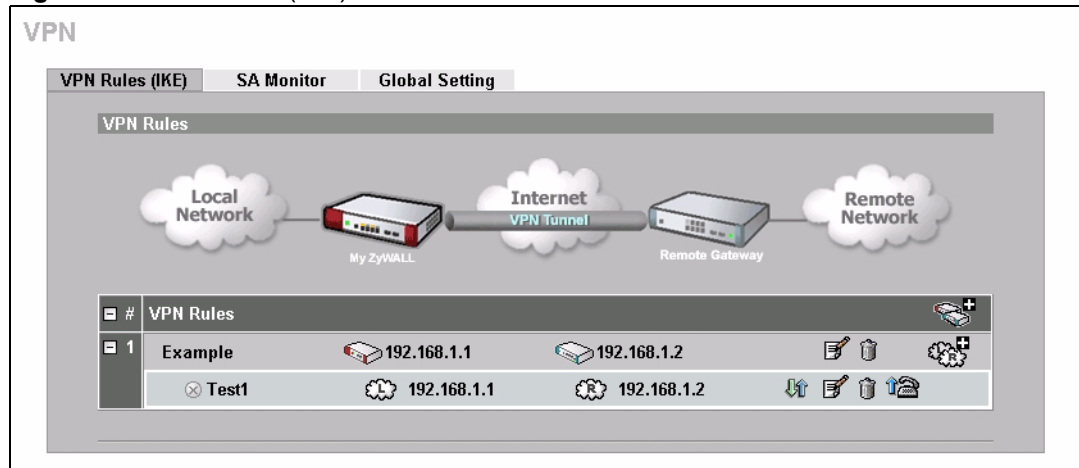 VPN
VPN Rules (IKE) SA Monitor Global Setting
VPN Rules
Local Network
My ZyWALL
Internet
VPN Tunnel
Remote Gateway
Remote Network
# VPN Rules
1 Example 192.168.1.1 192.168.1.2 R
Test1 L 192.168.1.1 R 192.168.1.2